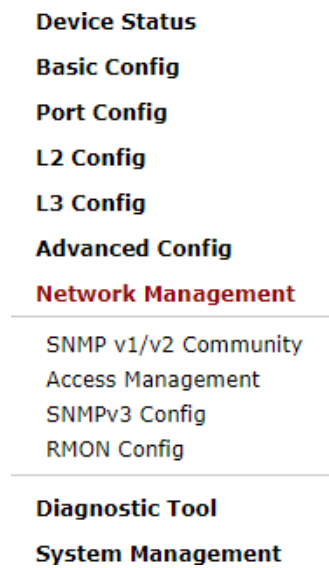 Device Status
Basic Config
Port Config
L2 Config
L3 Config
Advanced Config
Network Management
SNMP v1/v2 Community
Access Management
SNMPv3 Config
RMON Config
Diagnostic Tool
System Management